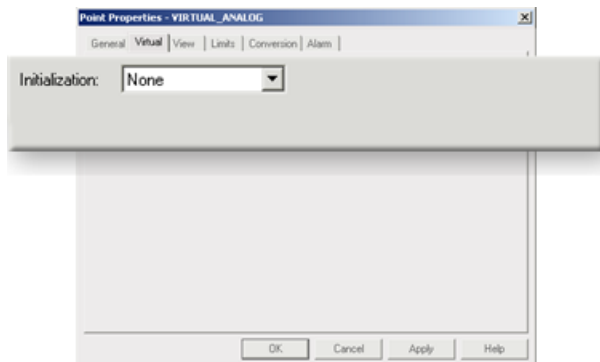 Point Properties - VIRTUAL_ANALOG
General Virtual View Limits Conversion Alarm
Initialization: None
OK Cancel Apply Help